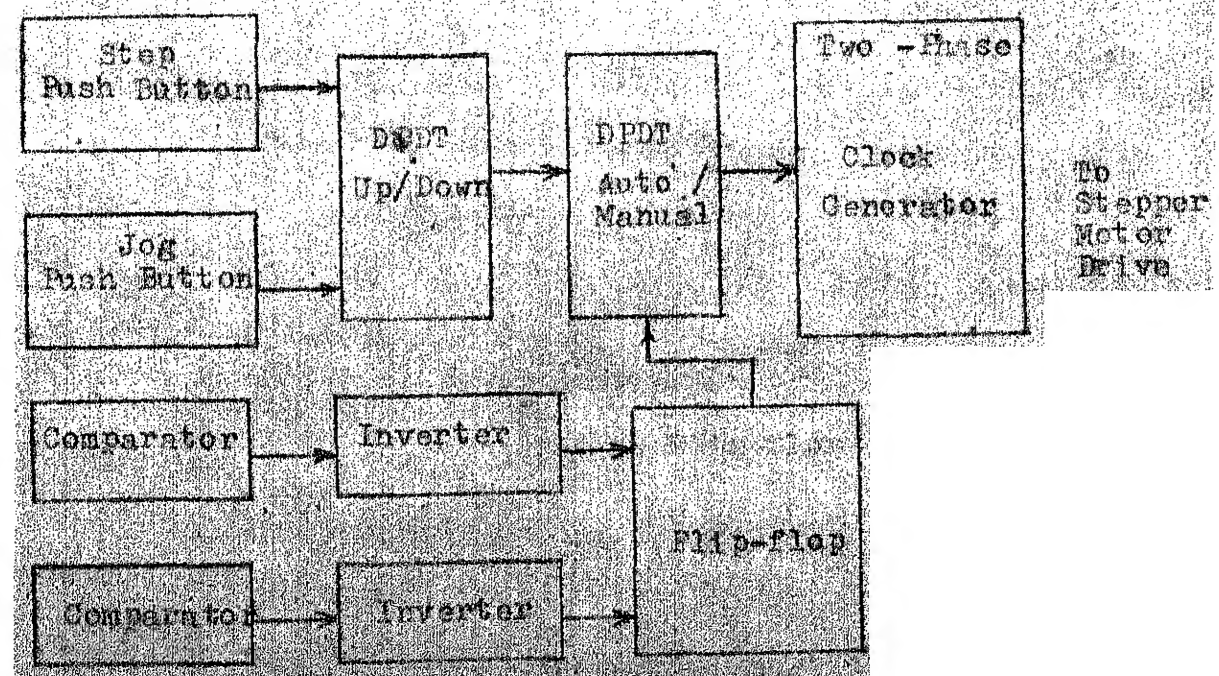 Step
Push Button
DPDT
Up/Down
DPDT
Auto /
Manual
Two -Phase
Clock
Generator
To
Stepper
Motor
Drive
Jog
Push Button
Comparator
Inverter
Flip-flop
Comparator
Inverter